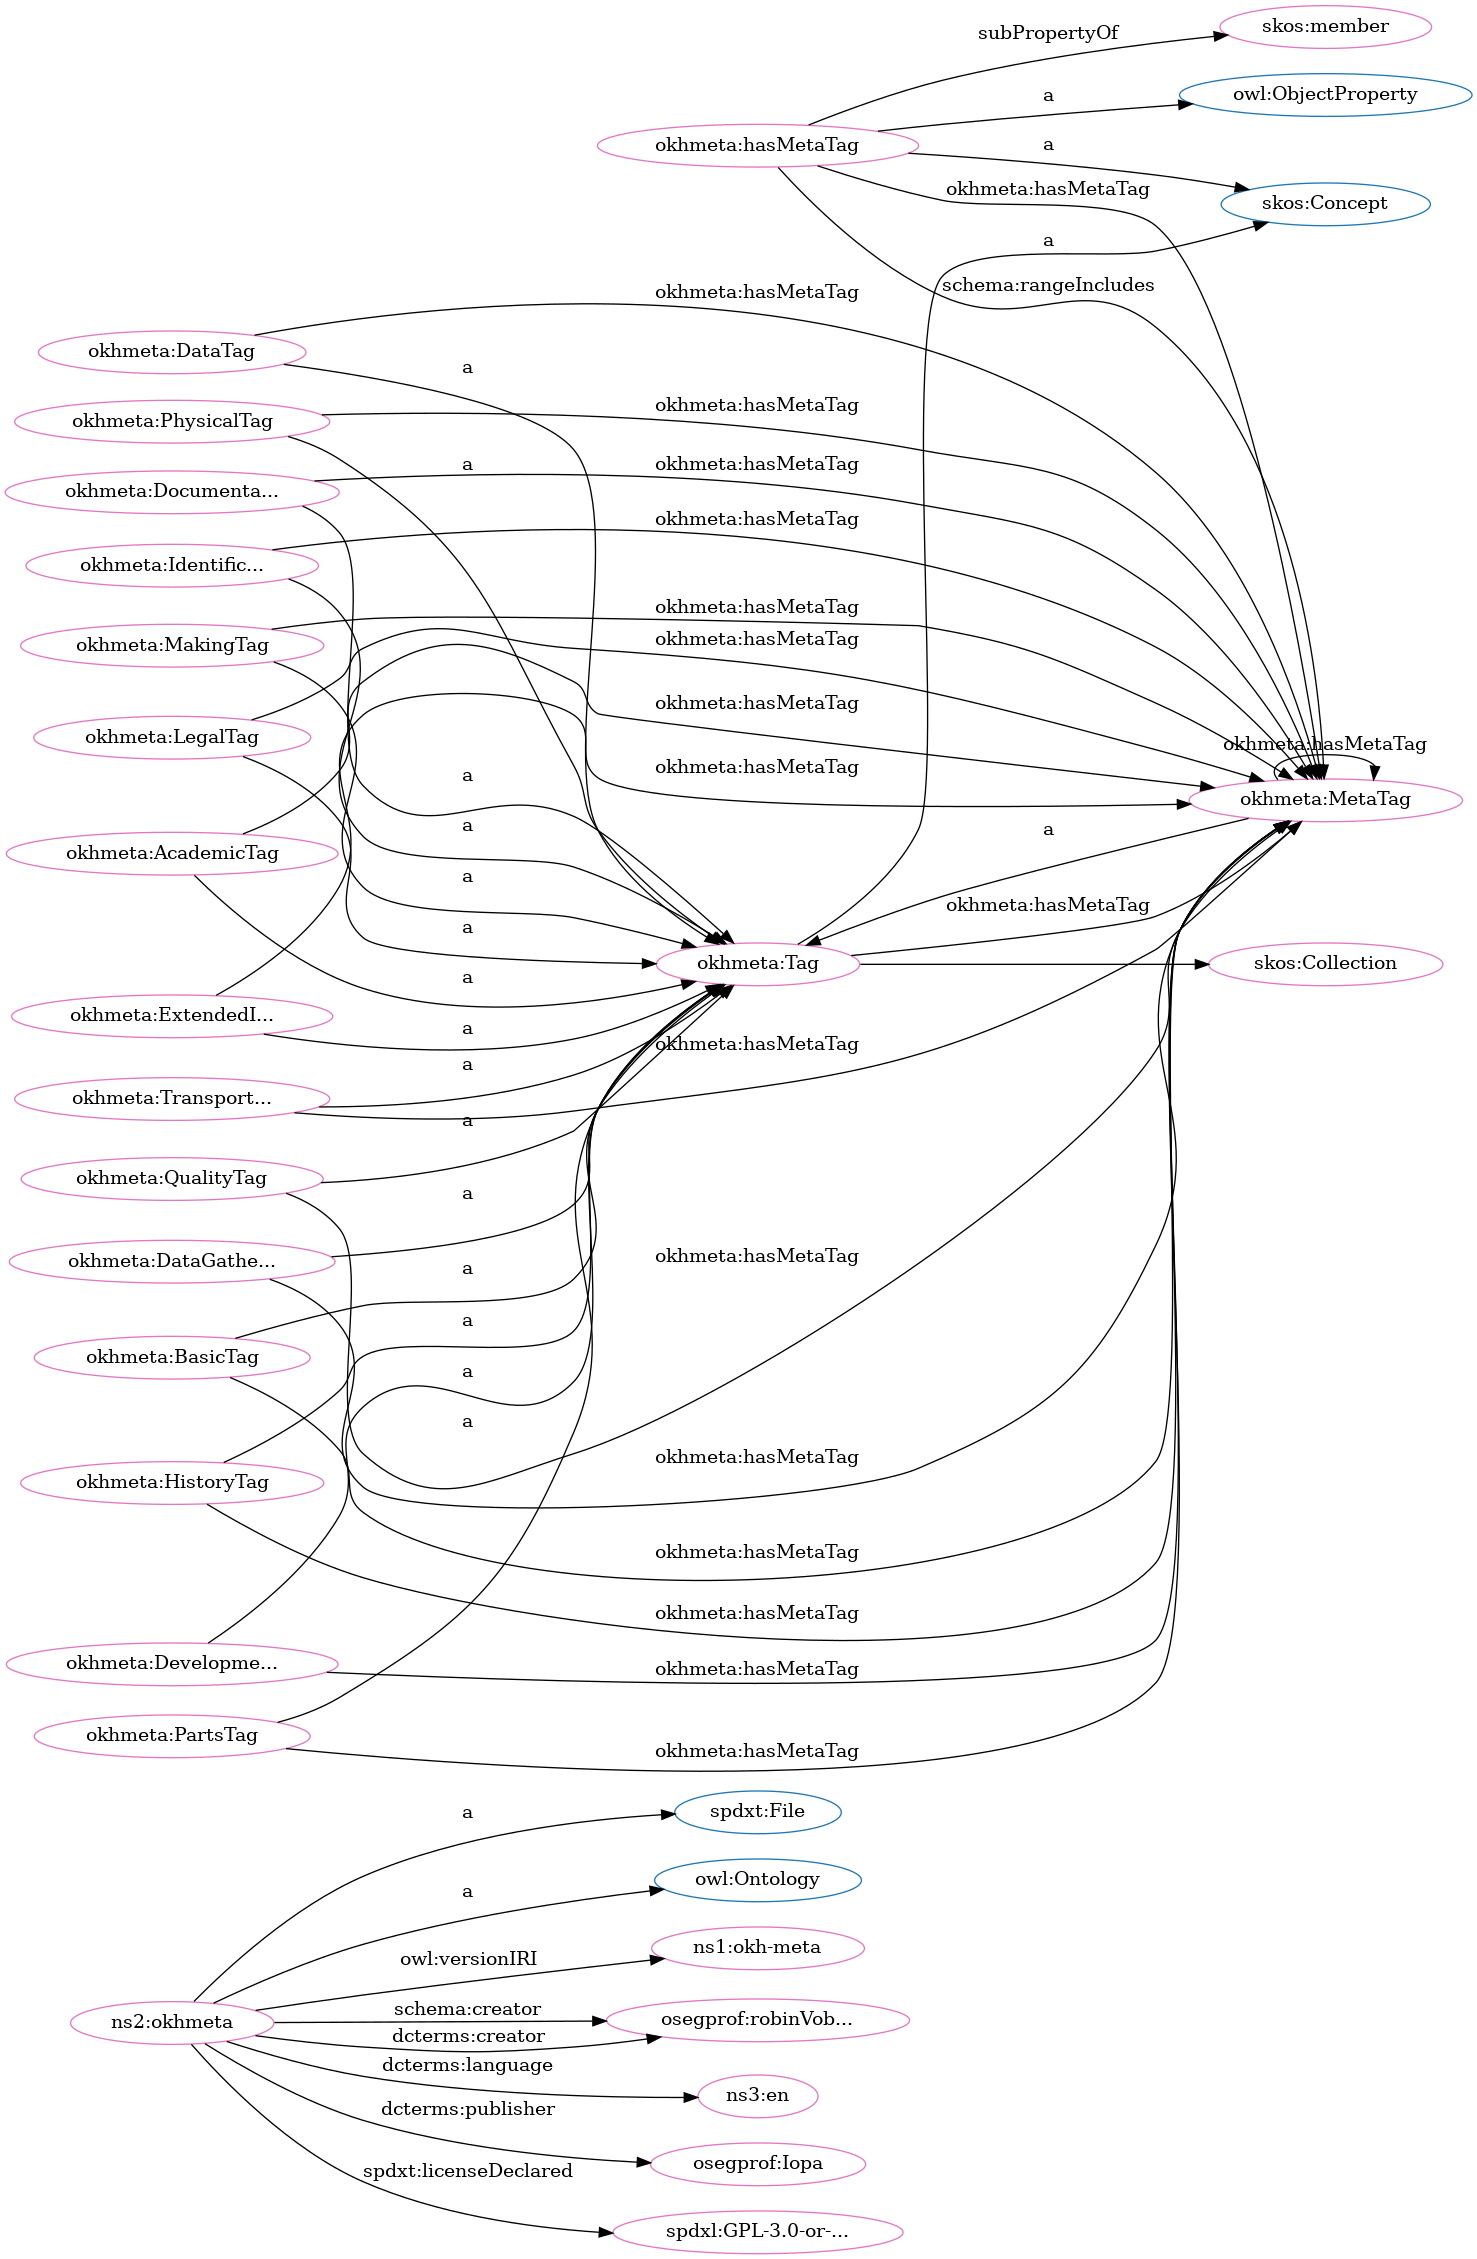 subPropertyOf
skos:member
a
owl:ObjectProperty
okhmeta:hasMetaTag
a
okhmeta:hasMetaTag
skos:Concept
a
schema:rangeIncludes
okhmeta:hasMetaTag
okhmeta:DataTag
a
okhmeta:hasMetaTag
okhmeta:PhysicalTag
a
okhmeta:hasMetaTag
okhmeta:Documenta...
okhmeta:hasMetaTag
okhmeta:Identific...
okhmeta:hasMetaTag
okhmeta:MakingTag
okhmeta:hasMetaTag
okhmeta:hasMetaTag
okhmeta:LegalTag
okhmeta:hasMetaTag
okhmeta:hasMetaTag
a
okhmeta:MetaTag
a
a
okhmeta:AcademicTag
a
okhmeta:hasMetaTag
a
okhmeta:Tag
skos:Collection
a
okhmeta:ExtendedI...
a
okhmeta:hasMetaTag
a
okhmeta:Transport...
a
okhmeta:QualityTag
a
okhmeta:hasMetaTag
okhmeta:DataGathe...
a
a
okhmeta:BasicTag
a
a
okhmeta:hasMetaTag
okhmeta:HistoryTag
okhmeta:hasMetaTag
okhmeta:hasMetaTag
okhmeta:Developme...
okhmeta:hasMetaTag
okhmeta:PartsTag
okhmeta:hasMetaTag
a
spdxt:File
a
owl:Ontology
owl:versionIRI
ns1:okh-meta
ns2:okhmeta
schema:creator
osegprof:robinVob...
dcterms:creator
dcterms:language
ns3:en
dcterms:publisher
osegprof:Iopa
spdxt:licenseDeclared
spdxl:GPL-3.0-or-...